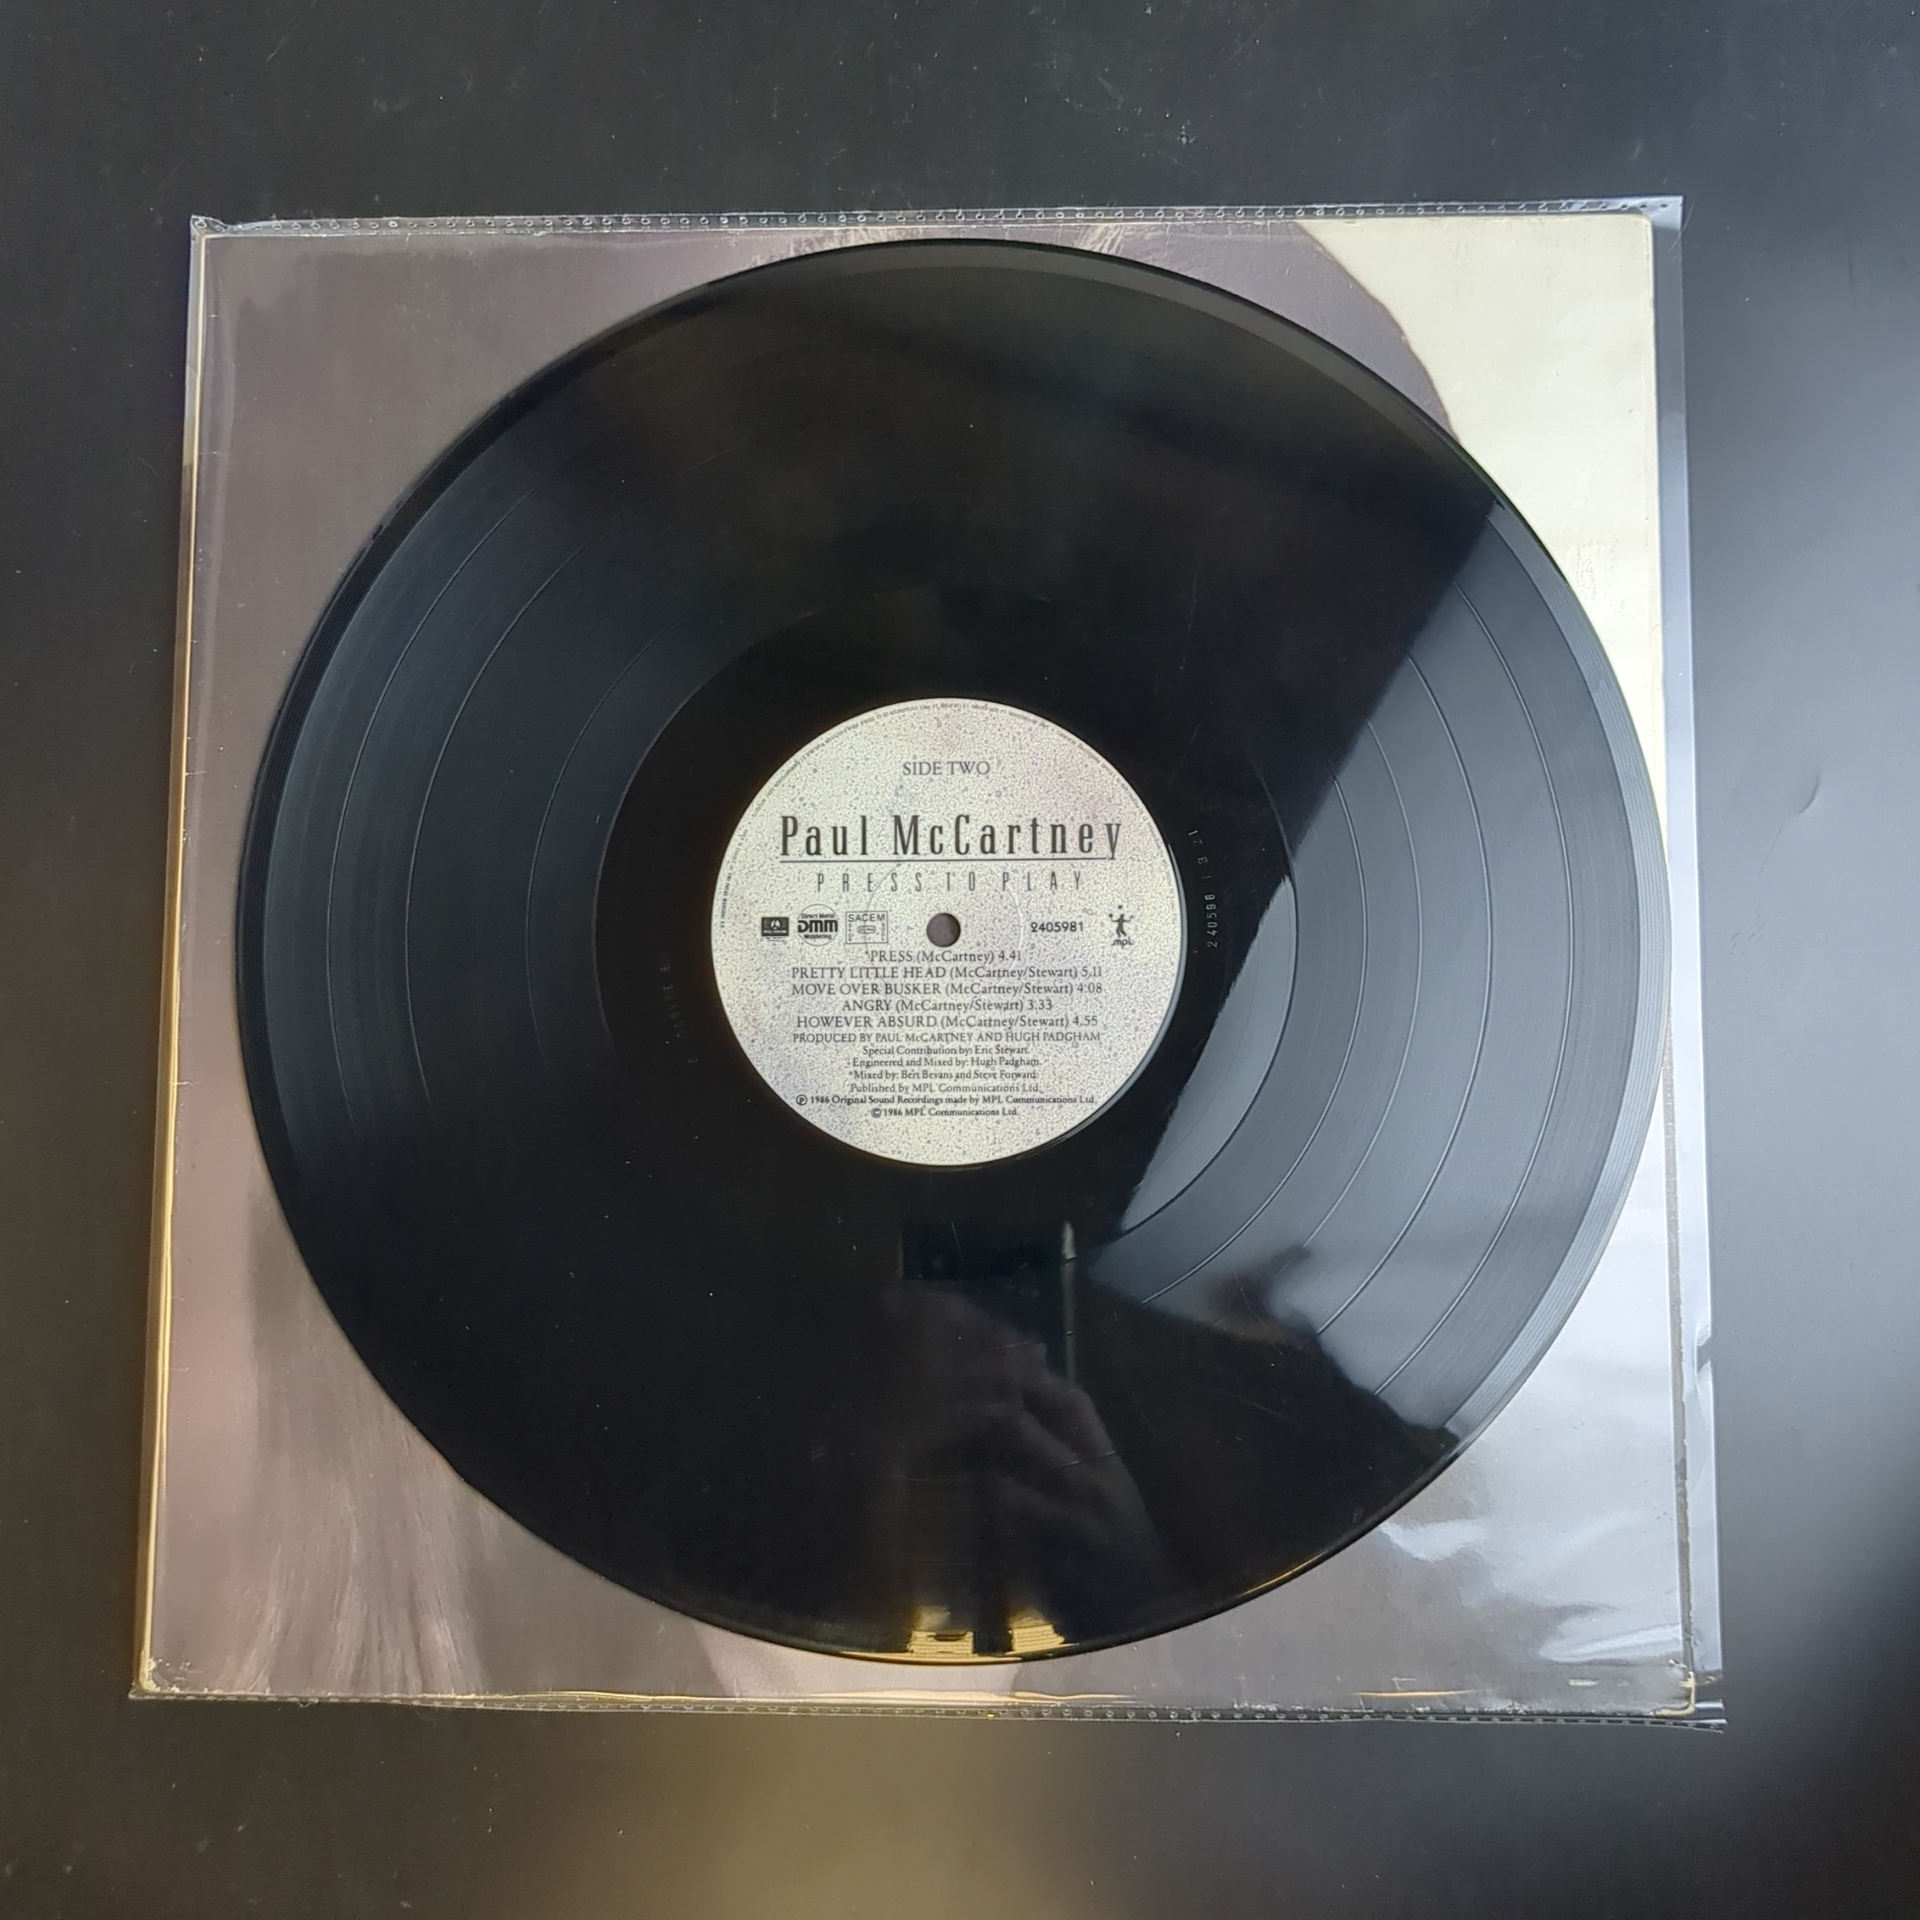 SIDE TWO
Paul McCartney
PRESS TO PLAY
Direct Metal
DMM
Mastering
SACEM
2405981
mpl
*PRESS (McCartney) 4.41
PRETTY LITTLE HEAD (McCartney/Stewart) 5.11
MOVE OVER BUSKER (McCartney/Stewart) 4:08
ANGRY (McCartney/Stewart) 3.33
HOWEVER ABSURD (McCartney/Stewart) 4.55
PRODUCED BY PAUL McCARTNEY AND HUGH PADGHAM
Special Contribution by: Eric Stewart.
Engineered and Mixed by: Hugh Padgham.
*Mixed by: Bert Bevans and Steve Forward.
Published by MPL Communications Ltd.
℗ 1986 Original Sound Recordings made by MPL Communications Ltd.
© 1986 MPL Communications Ltd.